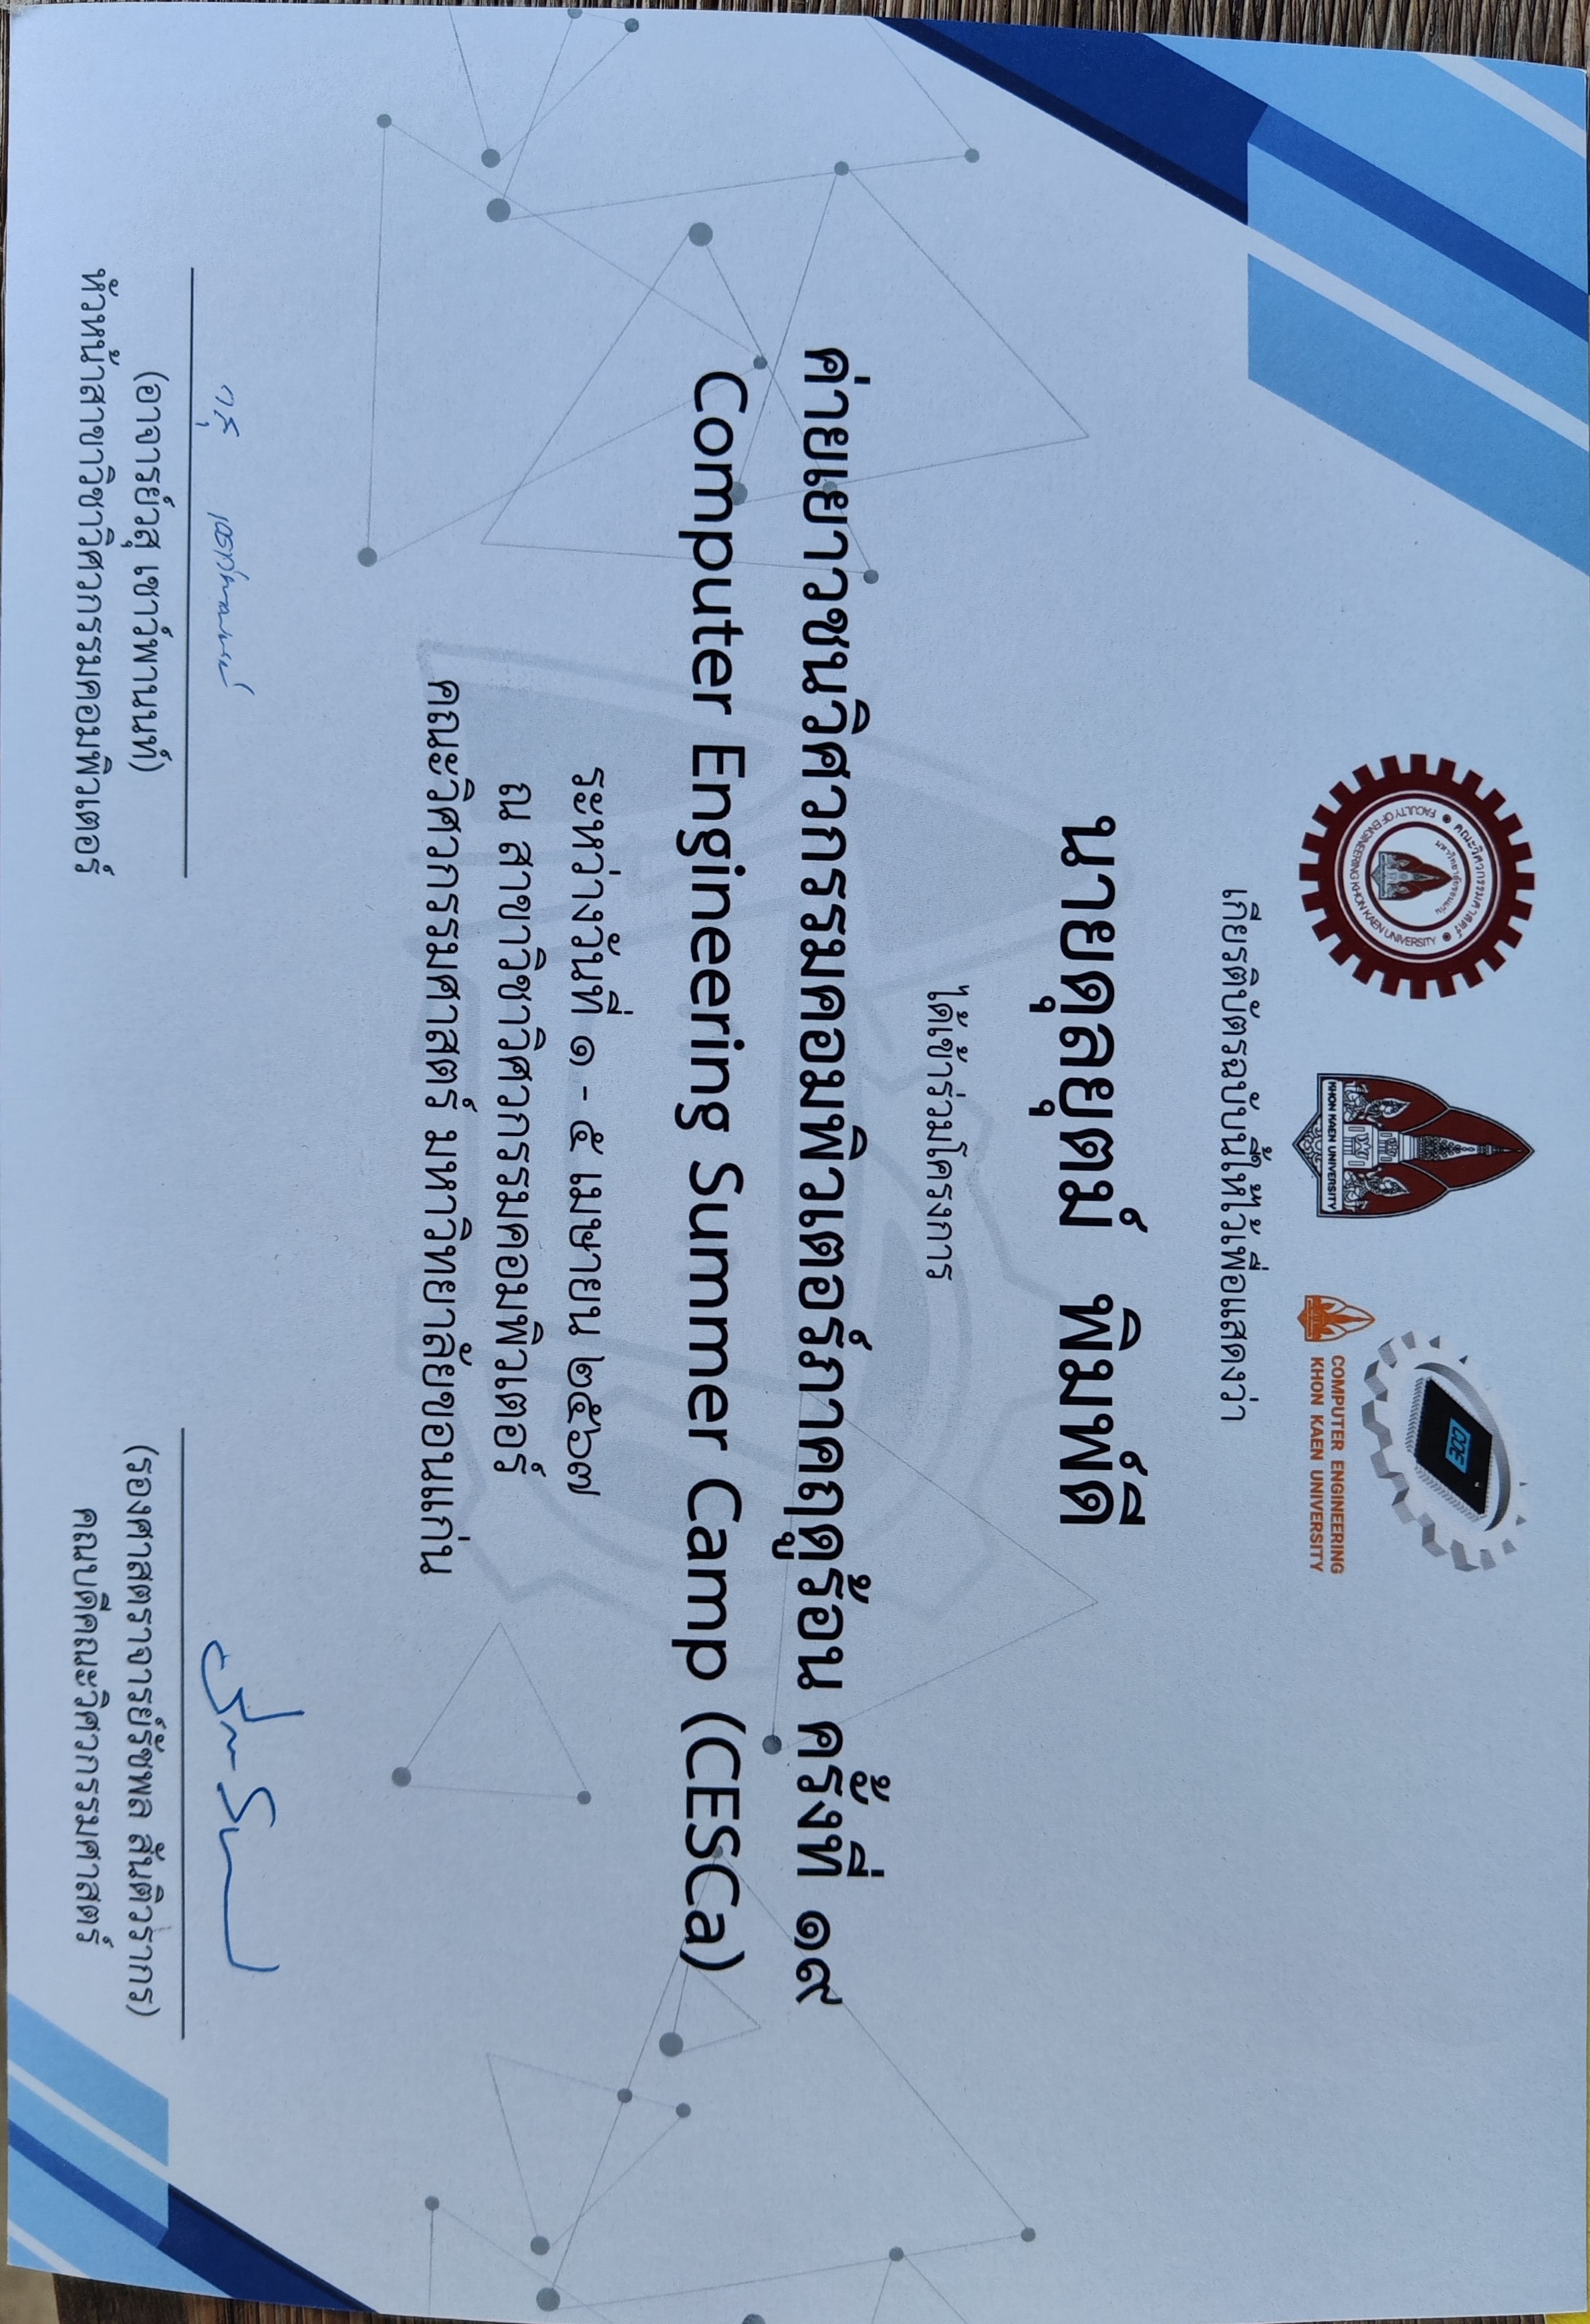 คณะวิศวกรรมศาสตร์
มหาวิทยาลัยขอนแก่น
FACULTY OF ENGINEERING KHON KAEN UNIVERSITY
KHON KAEN UNIVERSITY
COE
COMPUTER ENGINEERING
KHON KAEN UNIVERSITY
เกียรติบัตรฉบับนี้ให้ไว้เพื่อแสดงว่า
นายดุลยุตม์ พิมพ์ดี
ได้เข้าร่วมโครงการ
ค่ายเยาวชนวิศวกรรมคอมพิวเตอร์ภาคฤดูร้อน ครั้งที่ ๑๙
Computer Engineering Summer Camp (CESCa)
ระหว่างวันที่ ๑ - ๕ เมษายน ๒๕๖๗
ณ สาขาวิชาวิศวกรรมคอมพิวเตอร์
คณะวิศวกรรมศาสตร์ มหาวิทยาลัยขอนแก่น
(อาจารย์วสุ เชาว์พานนท์)
หัวหน้าสาขาวิชาวิศวกรรมคอมพิวเตอร์
(รองศาสตราจารย์รัชพล สันติวรากร)
คณบดีคณะวิศวกรรมศาสตร์